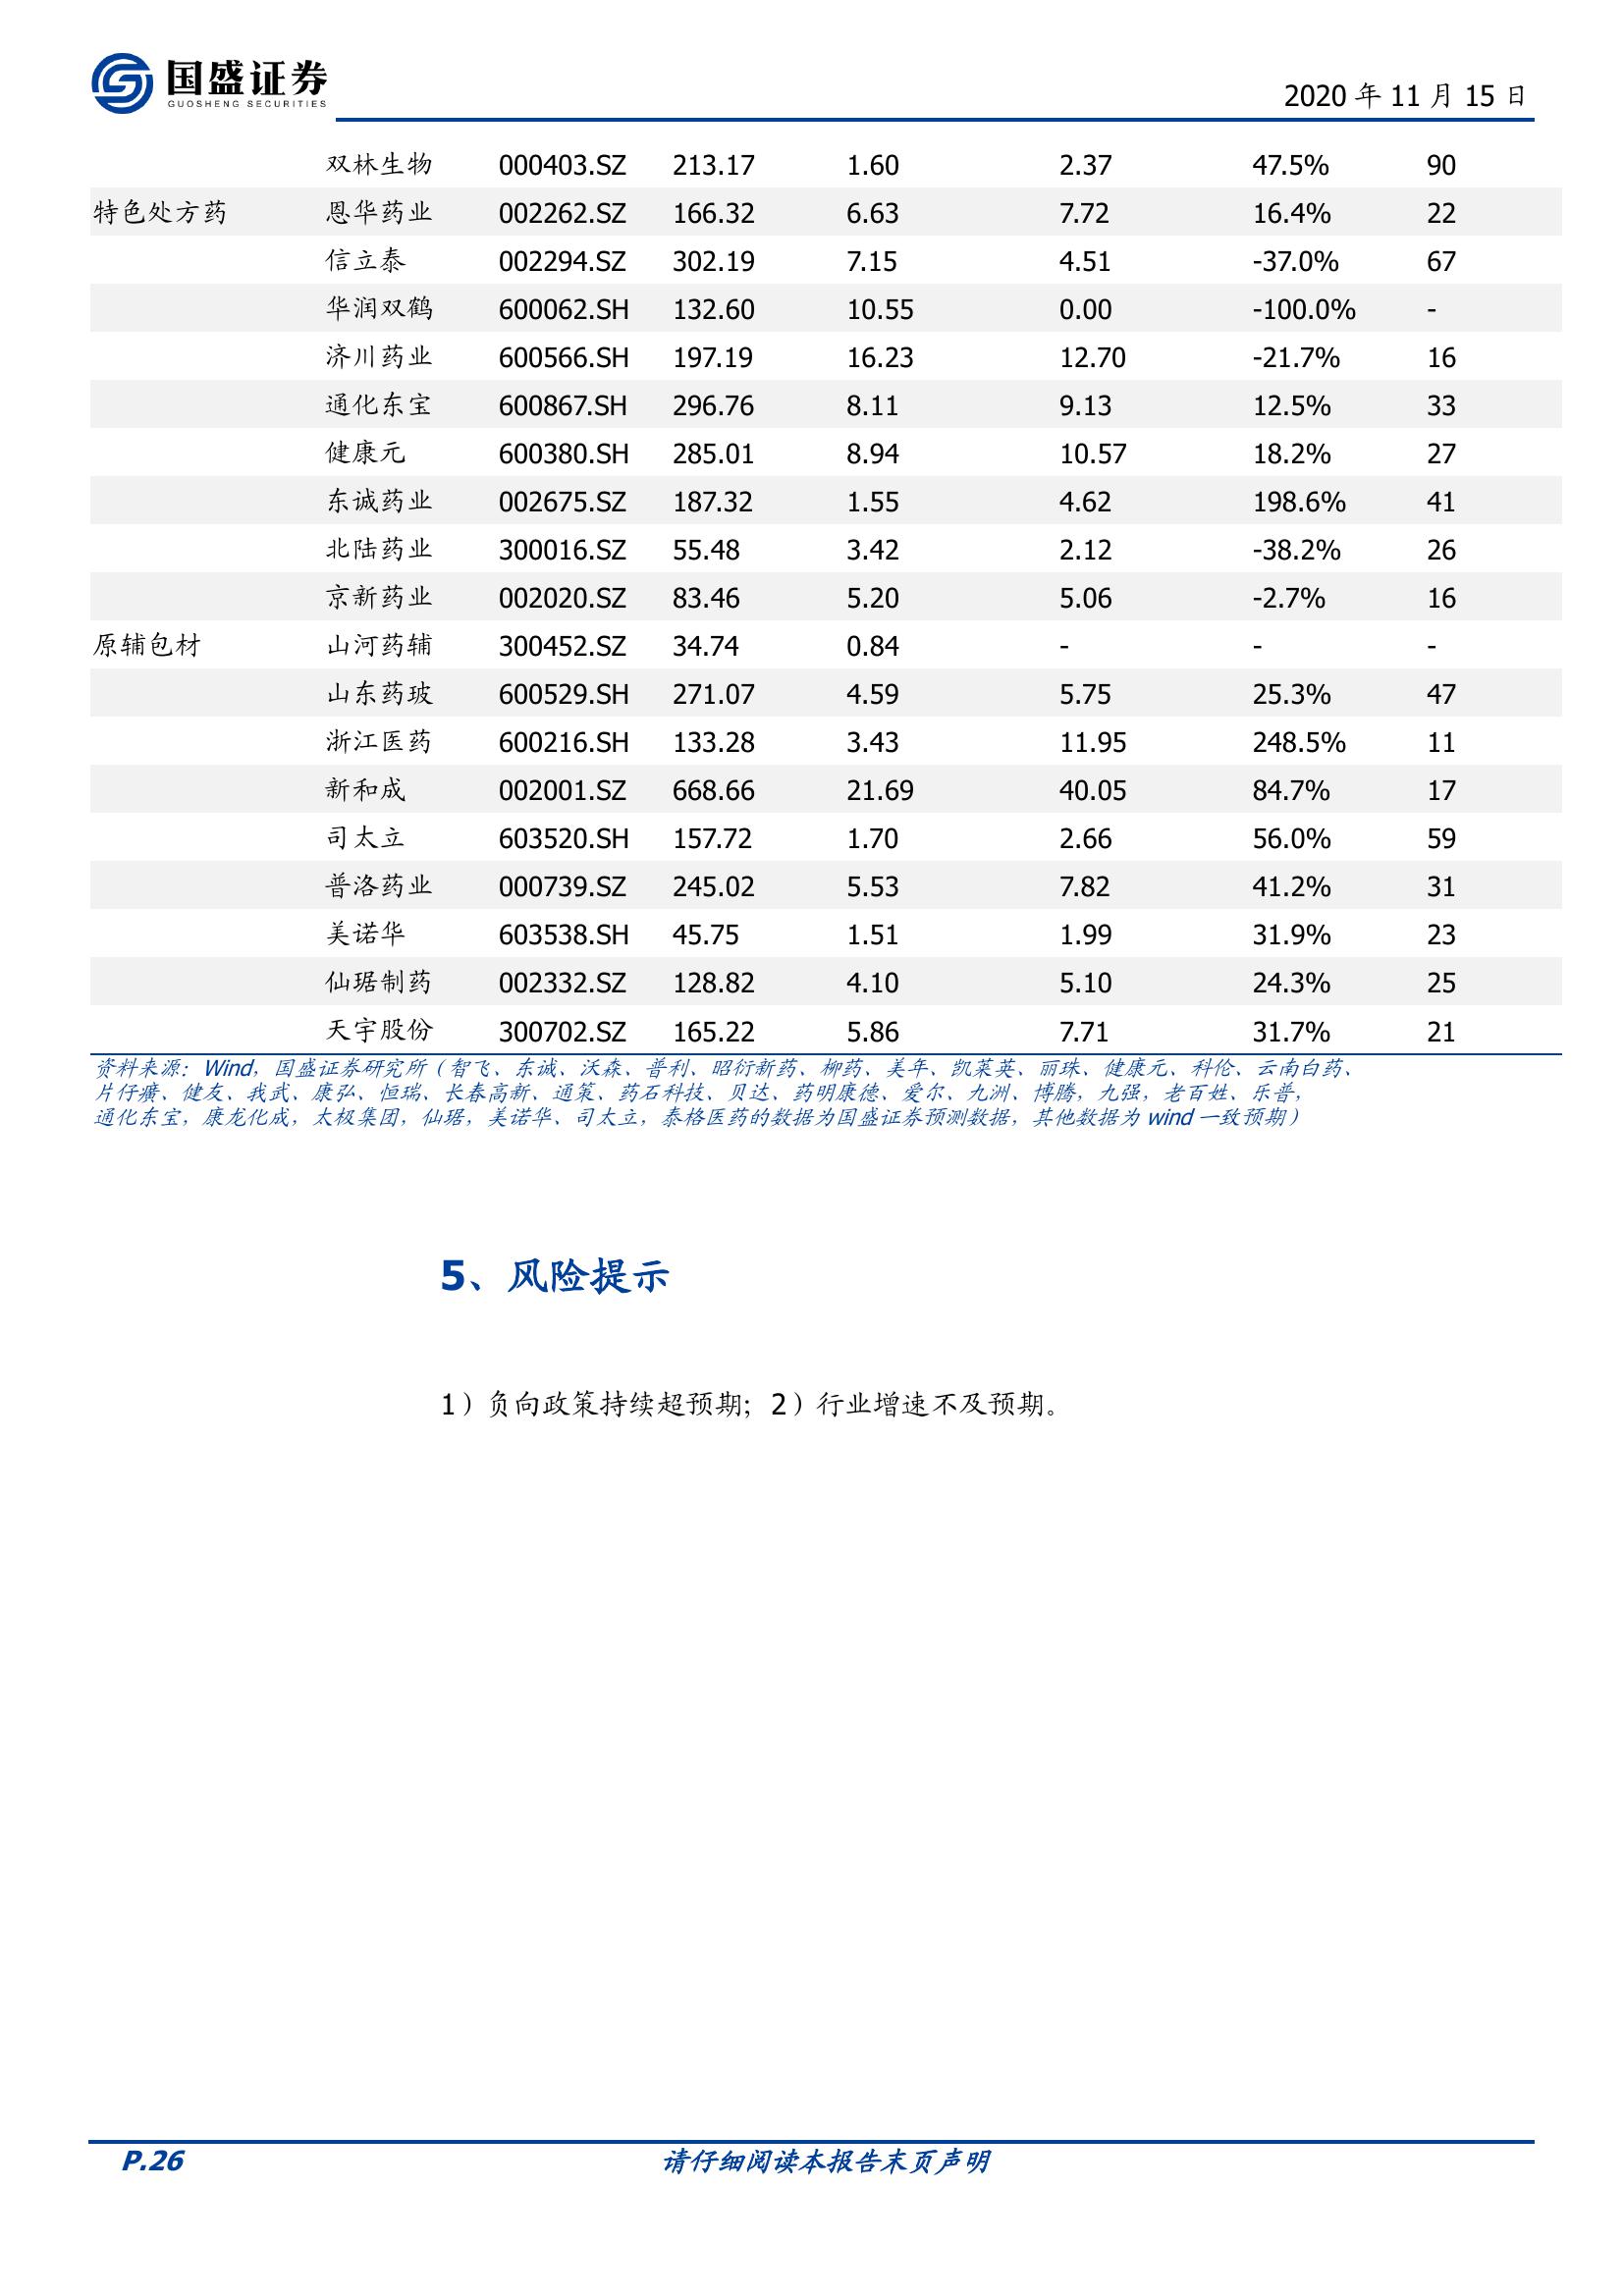 国盛证券
GUOSHENG SECURITIES
2020 年 11 月 15 日
双林生物 000403.SZ 213.17 1.60 2.37 47.5% 90
特色处方药 恩华药业 002262.SZ 166.32 6.63 7.72 16.4% 22
信立泰 002294.SZ 302.19 7.15 4.51 -37.0% 67
华润双鹤 600062.SH 132.60 10.55 0.00 -100.0% -
济川药业 600566.SH 197.19 16.23 12.70 -21.7% 16
通化东宝 600867.SH 296.76 8.11 9.13 12.5% 33
健康元 600380.SH 285.01 8.94 10.57 18.2% 27
东诚药业 002675.SZ 187.32 1.55 4.62 198.6% 41
北陆药业 300016.SZ 55.48 3.42 2.12 -38.2% 26
京新药业 002020.SZ 83.46 5.20 5.06 -2.7% 16
原辅包材 山河药辅 300452.SZ 34.74 0.84 - - -
山东药玻 600529.SH 271.07 4.59 5.75 25.3% 47
浙江医药 600216.SH 133.28 3.43 11.95 248.5% 11
新和成 002001.SZ 668.66 21.69 40.05 84.7% 17
司太立 603520.SH 157.72 1.70 2.66 56.0% 59
普洛药业 000739.SZ 245.02 5.53 7.82 41.2% 31
美诺华 603538.SH 45.75 1.51 1.99 31.9% 23
仙琚制药 002332.SZ 128.82 4.10 5.10 24.3% 25
天宇股份 300702.SZ 165.22 5.86 7.71 31.7% 21
资料来源：Wind，国盛证券研究所（智飞、东诚、沃森、普利、昭衍新药、柳药、美年、凯莱英、丽珠、健康元、科伦、云南白药、
片仔癀、健友、我武、康弘、恒瑞、长春高新、通策、药石科技、贝达、药明康德、爱尔、九洲、博腾，九强，老百姓、乐普，
通化东宝，康龙化成，太极集团，仙琚，美诺华、司太立，泰格医药的数据为国盛证券预测数据，其他数据为 wind 一致预期）
5、风险提示
1）负向政策持续超预期；2）行业增速不及预期。
P.26 请仔细阅读本报告末页声明